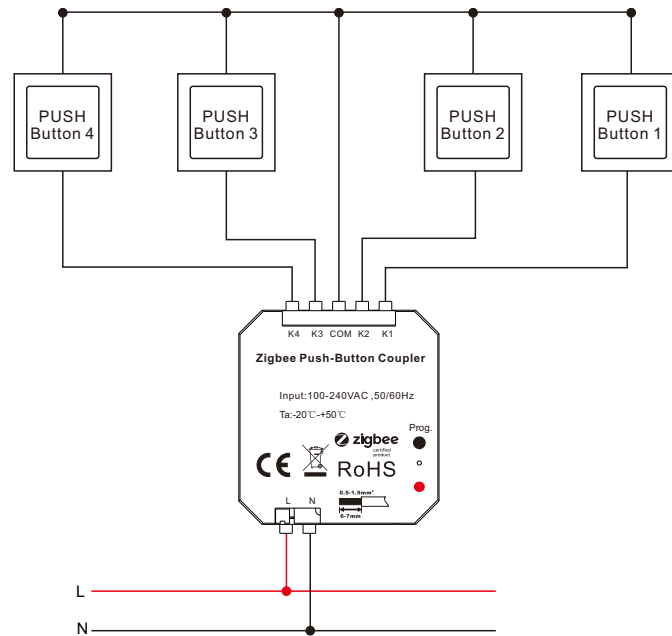 PUSH
Button 4
PUSH
Button 3
PUSH
Button 2
PUSH
Button 1
K4 K3 COM K2 K1
Zigbee Push-Button Coupler
Input:100-240VAC ,50/60Hz
Ta:-20℃-+50℃
Prog.
zigbee
certified
product
CE
RoHS
0.5-1.5mm²
6-7mm
L N
L
N